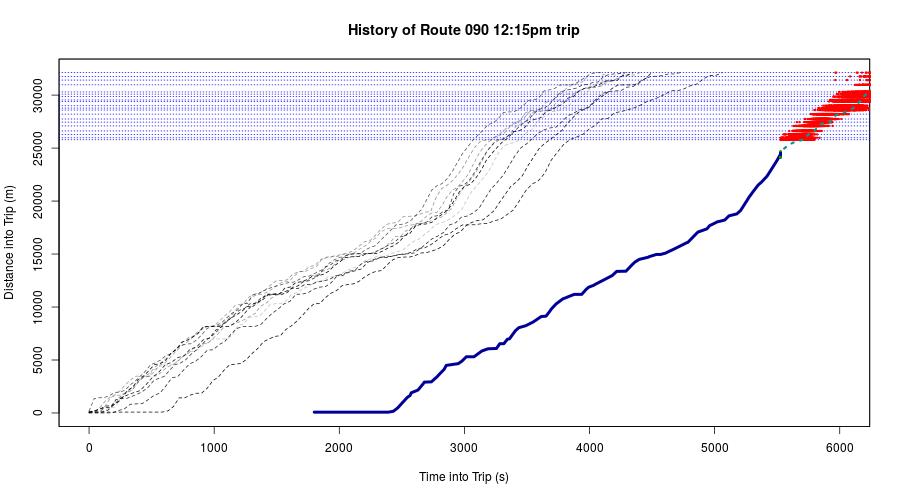 History of Route 090 12:15pm trip
Distance into Trip (m)
30000
25000
20000
15000
10000
5000
0
0 1000 2000 3000 4000 5000 6000
Time into Trip (s)